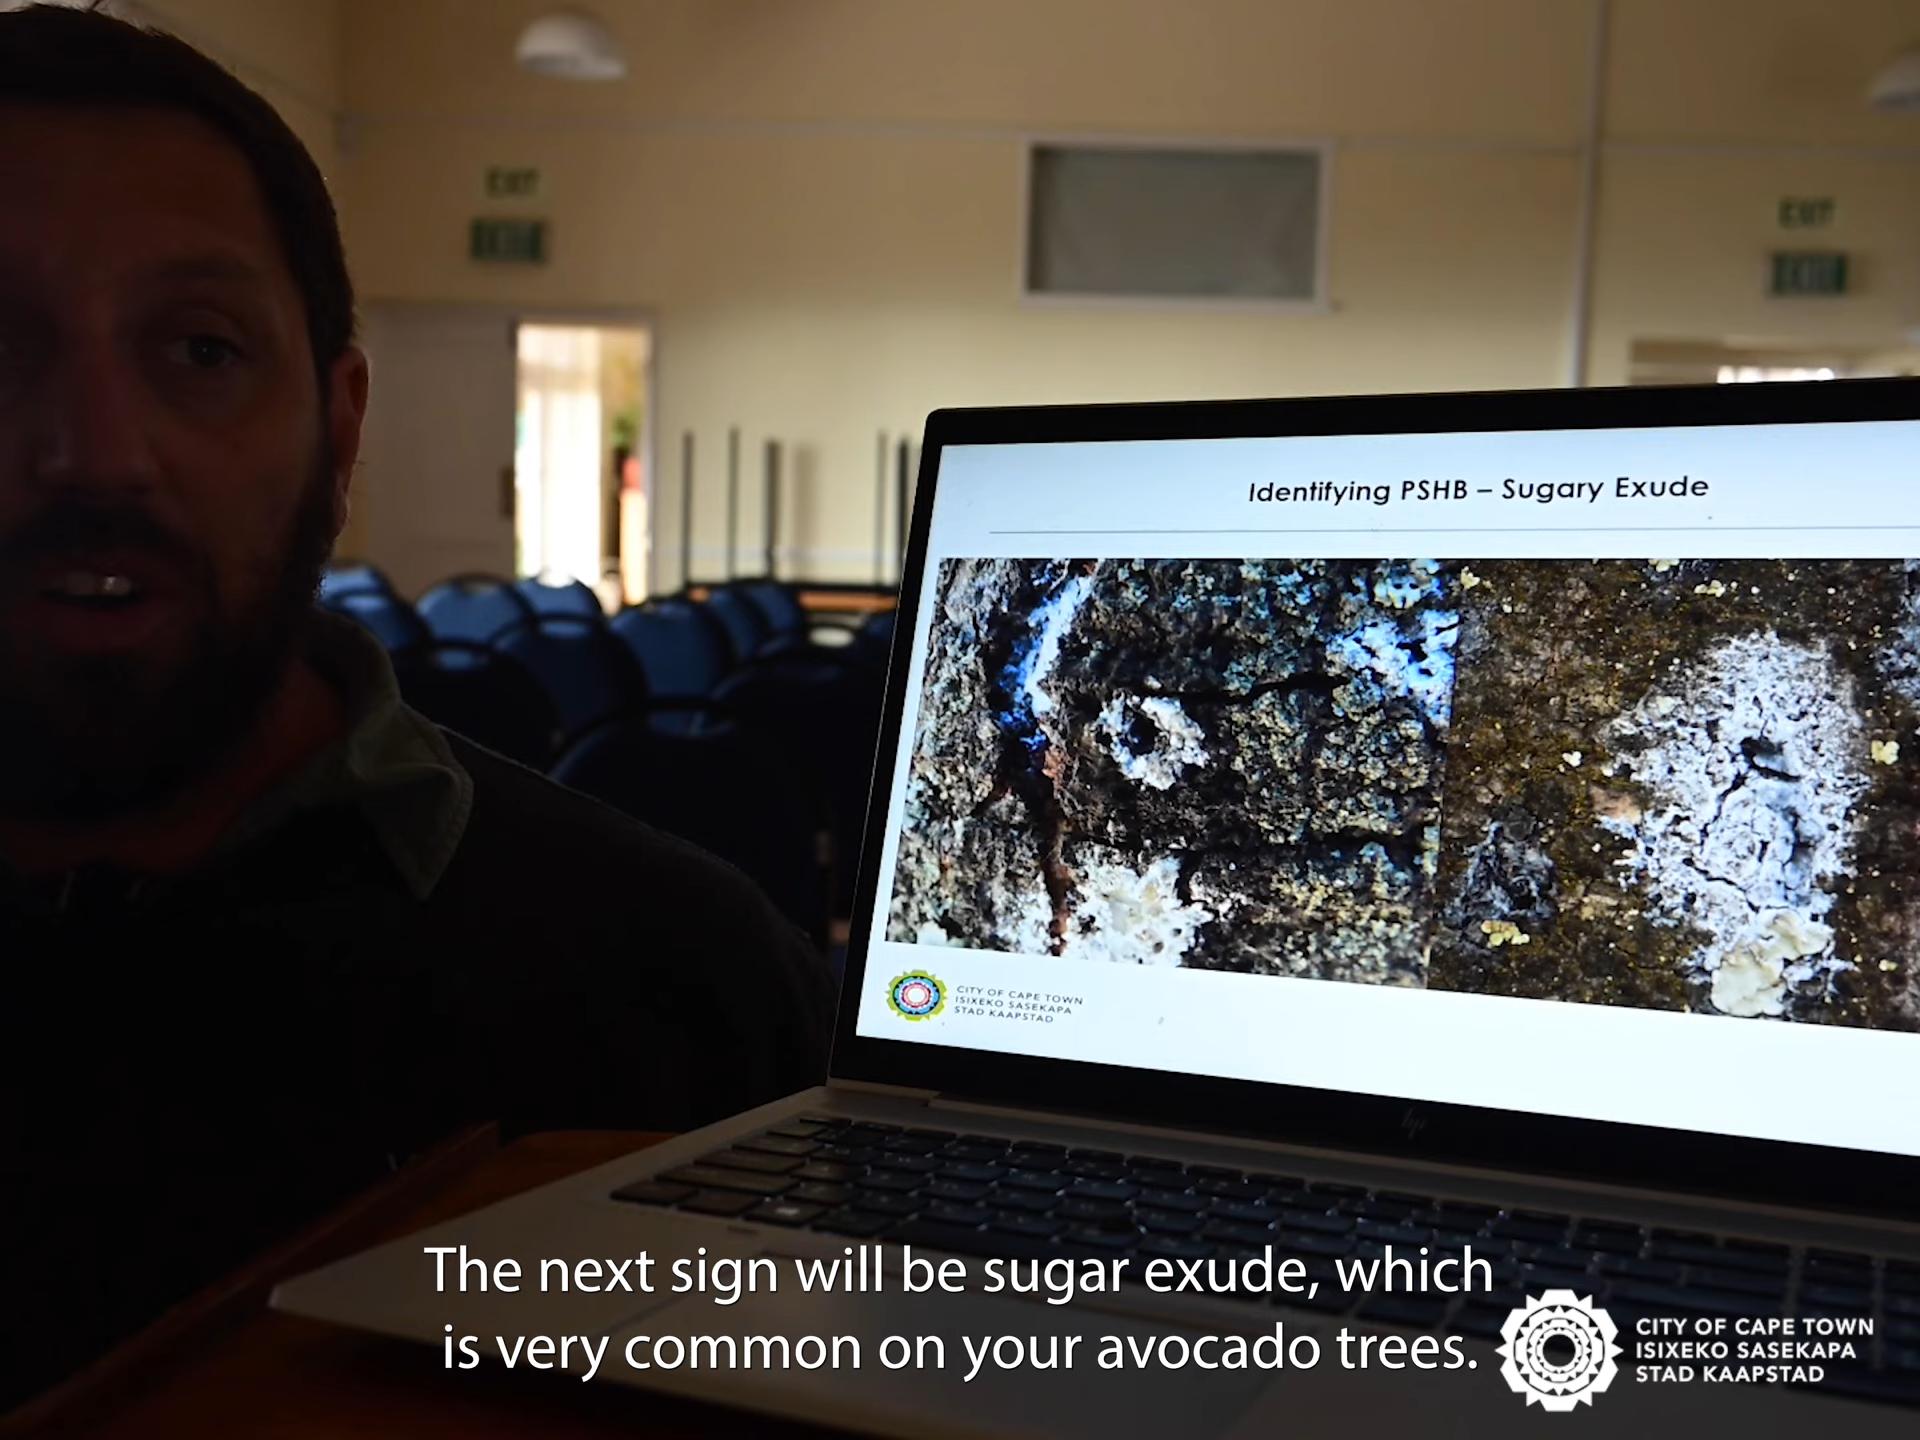 EXIT
EXIT
EXIT
EXIT
Identifying PSHB – Sugary Exude
CITY OF CAPE TOWN
ISIXEKO SASEKAPA
STAD KAAPSTAD
hp
The next sign will be sugar exude, which
is very common on your avocado trees.
CITY OF CAPE TOWN
ISIXEKO SASEKAPA
STAD KAAPSTAD